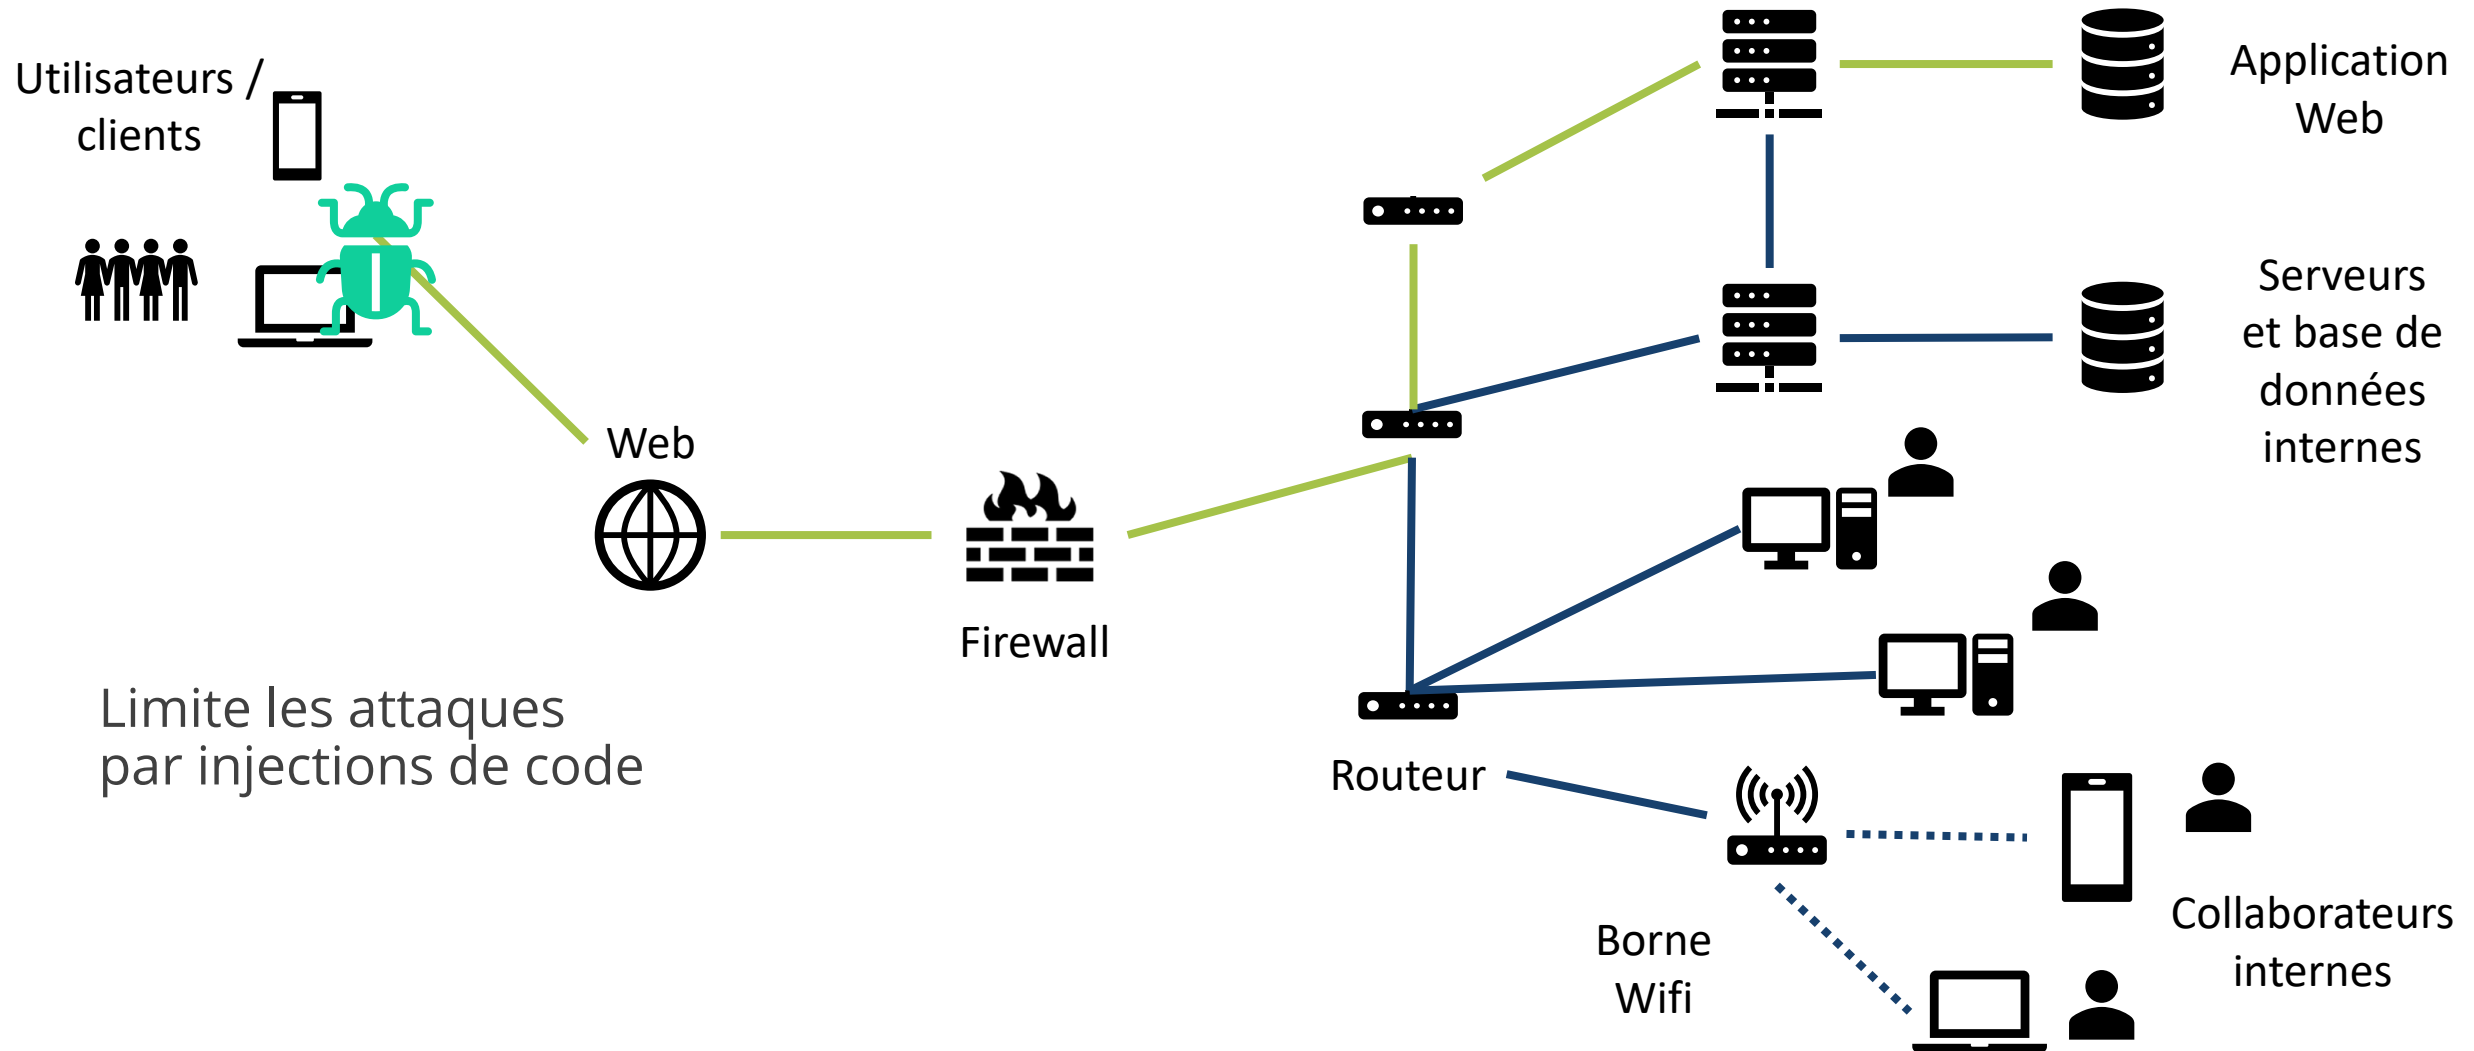 Utilisateurs /
clients
Application
Web
Serveurs
et base de
données
internes
Web
Firewall
Limite les attaques
par injections de code
Routeur
Borne
Wifi
Collaborateurs
internes